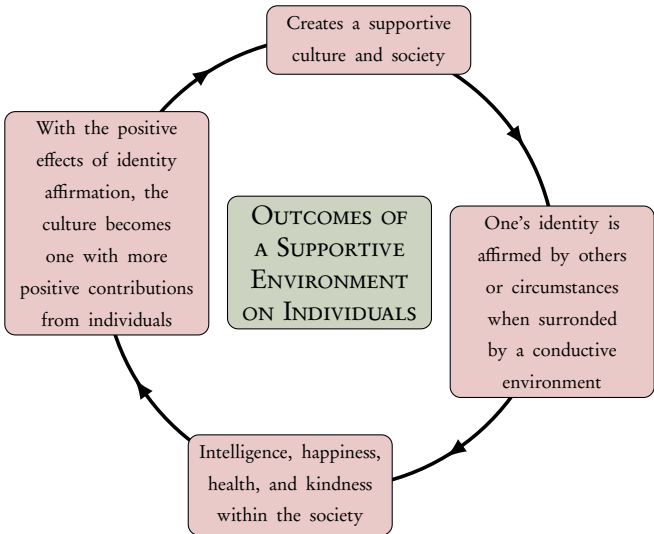 Creates a supportive
culture and society
With the positive
effects of identity
affirmation, the
culture becomes
one with more
positive contributions
from individuals
OUTCOMES OF
A SUPPORTIVE
ENVIRONMENT
ON INDIVIDUALS
One's identity is
affirmed by others
or circumstances
when surronded
by a conductive
environment
Intelligence, happiness,
health, and kindness
within the society